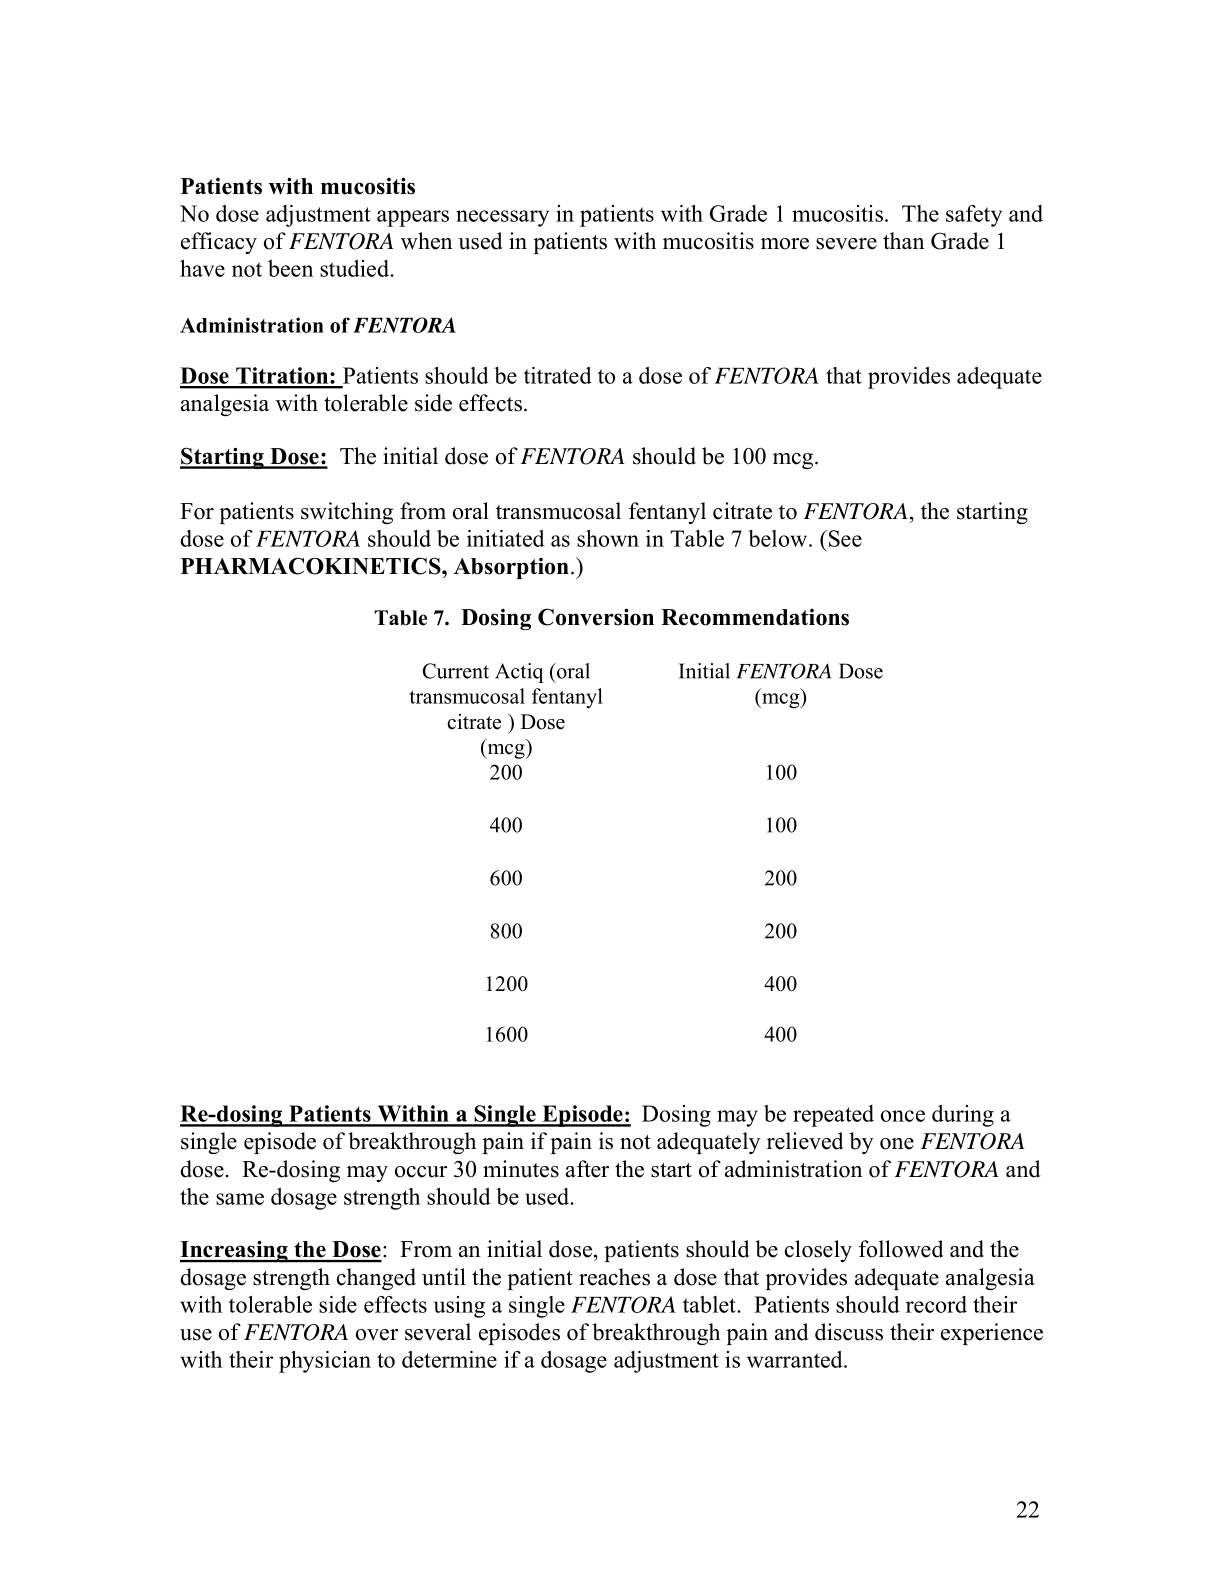 Patients with mucositis
No dose adjustment appears necessary in patients with Grade 1 mucositis.  The safety and
efficacy of FENTORA when used in patients with mucositis more severe than Grade 1
have not been studied.
Administration of FENTORA
Dose Titration: Patients should be titrated to a dose of FENTORA that provides adequate
analgesia with tolerable side effects.
Starting Dose:  The initial dose of FENTORA should be 100 mcg.
For patients switching from oral transmucosal fentanyl citrate to FENTORA, the starting
dose of FENTORA should be initiated as shown in Table 7 below. (See
PHARMACOKINETICS, Absorption.)
Table 7.  Dosing Conversion Recommendations
Current Actiq (oral Initial FENTORA Dose
transmucosal fentanyl (mcg)
citrate ) Dose
(mcg)
200 100
400 100
600 200
800 200
1200 400
1600 400
Re-dosing Patients Within a Single Episode:  Dosing may be repeated once during a
single episode of breakthrough pain if pain is not adequately relieved by one FENTORA
dose.  Re-dosing may occur 30 minutes after the start of administration of FENTORA and
the same dosage strength should be used.
Increasing the Dose:  From an initial dose, patients should be closely followed and the
dosage strength changed until the patient reaches a dose that provides adequate analgesia
with tolerable side effects using a single FENTORA tablet.  Patients should record their
use of FENTORA over several episodes of breakthrough pain and discuss their experience
with their physician to determine if a dosage adjustment is warranted.
22